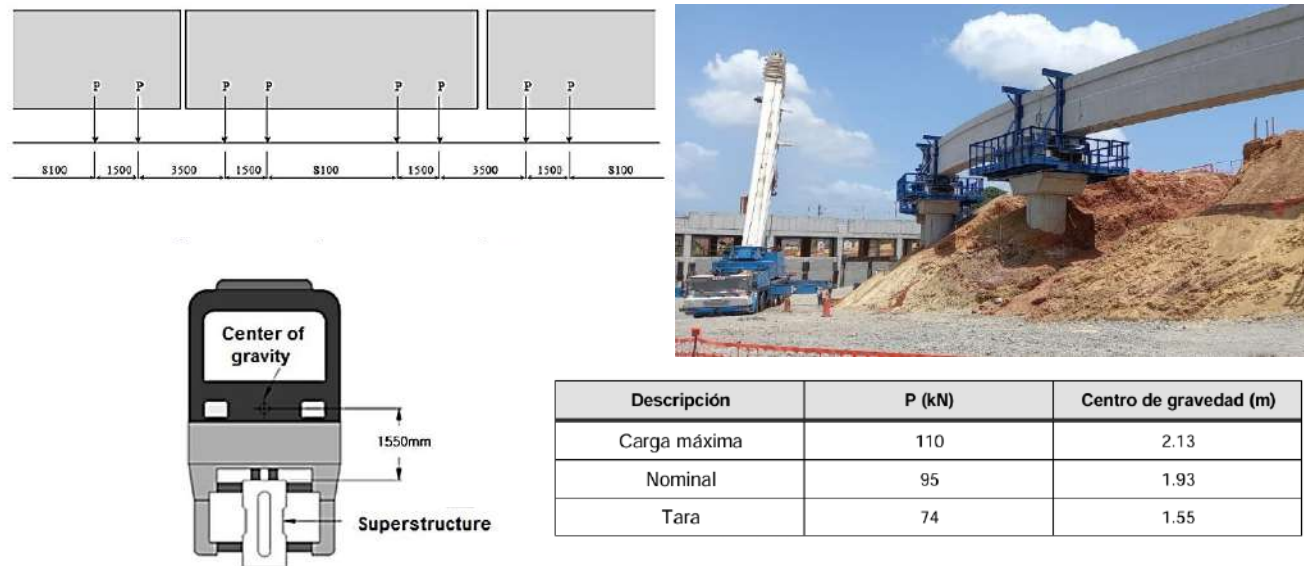 P P P P P P P P
8100 1500 3500 1500 8100 1500 3500 1500 8100
Center of
gravity
1550mm
Superstructure
Descripción P (kN) Centro de gravedad (m)
Carga máxima 110 2.13
Nominal 95 1.93
Tara 74 1.55